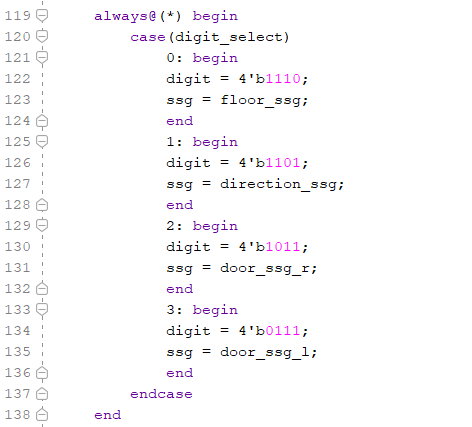 119 always@(*) begin
120 case(digit_select)
121 0: begin
122 digit = 4'b1110;
123 ssg = floor_ssg;
124 end
125 1: begin
126 digit = 4'b1101;
127 ssg = direction_ssg;
128 end
129 2: begin
130 digit = 4'b1011;
131 ssg = door_ssg_r;
132 end
133 3: begin
134 digit = 4'b0111;
135 ssg = door_ssg_l;
136 end
137 endcase
138 end